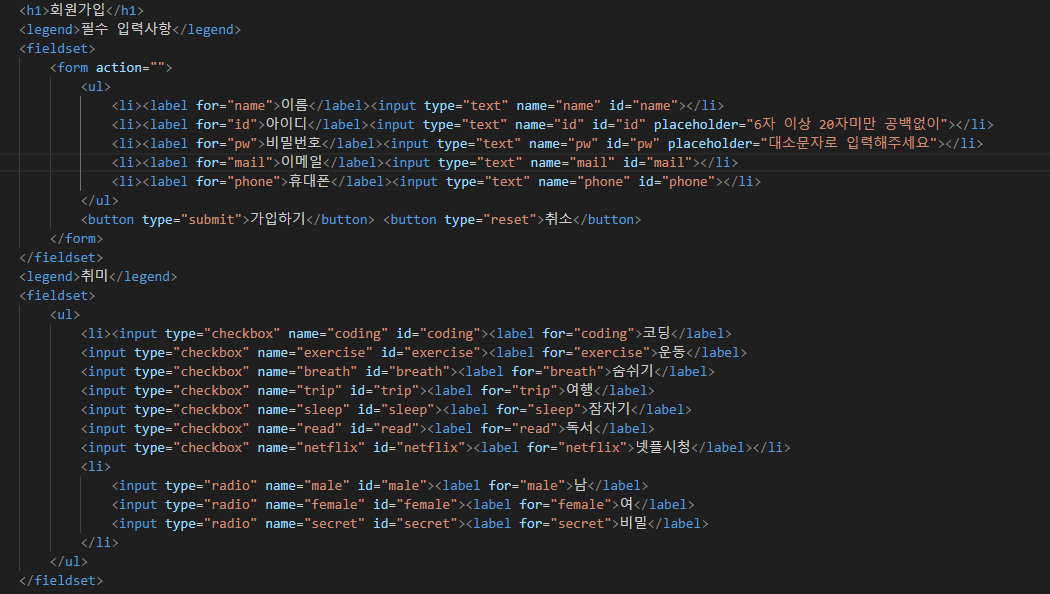 <h1>회원가입</h1>
<legend>필수 입력사항</legend>
<fieldset>
<form action="">
<ul>
<li><label for="name">이름</label><input type="text" name="name" id="name"></li>
<li><label for="id">아이디</label><input type="text" name="id" id="id" placeholder="6자 이상 20자미만 공백없이"></li>
<li><label for="pw">비밀번호</label><input type="text" name="pw" id="pw" placeholder="대소문자로 입력해주세요"></li>
<li><label for="mail">이메일</label><input type="text" name="mail" id="mail"></li>
<li><label for="phone">휴대폰</label><input type="text" name="phone" id="phone"></li>
</ul>
<button type="submit">가입하기</button> <button type="reset">취소</button>
</form>
</fieldset>
<legend>취미</legend>
<fieldset>
<ul>
<li><input type="checkbox" name="coding" id="coding"><label for="coding">코딩</label>
<input type="checkbox" name="exercise" id="exercise"><label for="exercise">운동</label>
<input type="checkbox" name="breath" id="breath"><label for="breath">숨쉬기</label>
<input type="checkbox" name="trip" id="trip"><label for="trip">여행</label>
<input type="checkbox" name="sleep" id="sleep"><label for="sleep">잠자기</label>
<input type="checkbox" name="read" id="read"><label for="read">독서</label>
<input type="checkbox" name="netflix" id="netflix"><label for="netflix">넷플시청</label></li>
<li>
<input type="radio" name="male" id="male"><label for="male">남</label>
<input type="radio" name="female" id="female"><label for="female">여</label>
<input type="radio" name="secret" id="secret"><label for="secret">비밀</label>
</li>
</ul>
</fieldset>